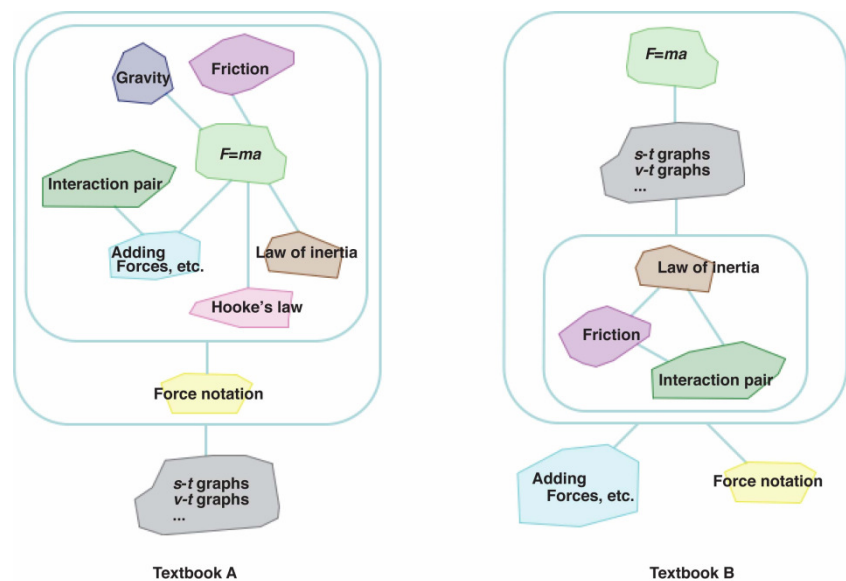 Gravity
Friction
F=ma
Interaction pair
Adding
Forces, etc.
Law of inertia
Hooke's law
Force notation
s-t graphs
v-t graphs
...
Textbook A
F=ma
s-t graphs
v-t graphs
...
Law of inertia
Friction
Interaction pair
Adding
Forces, etc.
Force notation
Textbook B